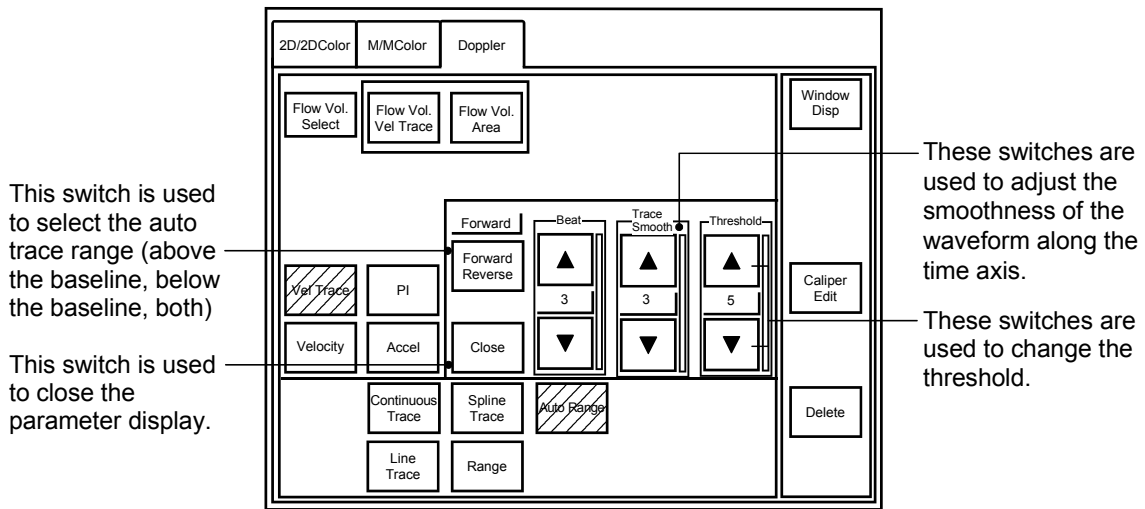 2D/2DColor M/MColor Doppler
Flow Vol.
Select
Flow Vol.
Vel Trace
Flow Vol.
Area
Window
Disp
This switch is used
to select the auto
trace range (above
the baseline, below
the baseline, both)
This switch is used
to close the
parameter display.
Forward
Forward
Reverse
Close
Beat
▲
3
▼
Trace
Smooth
▲
3
▼
Threshold
▲
5
▼
Vel Trace
PI
Velocity
Accel
Continuous
Trace
Spline
Trace
Auto Range
Line
Trace
Range
Caliper
Edit
Delete
These switches are
used to adjust the
smoothness of the
waveform along the
time axis.
These switches are
used to change the
threshold.